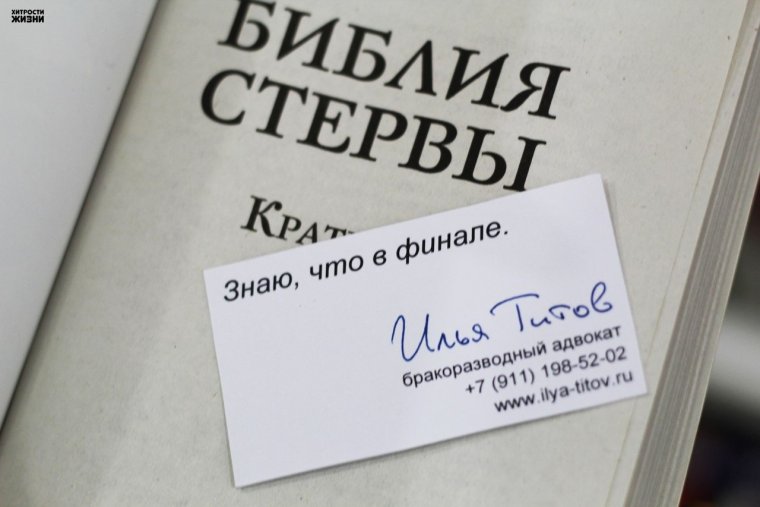 ХИТРОСТИ
ЖИЗНИ
БИБЛИЯ
СТЕРВЫ
Знаю, что в финале.
Илья Титов
бракоразводный адвокат
+7 (911) 198-52-02
www.ilya-titov.ru